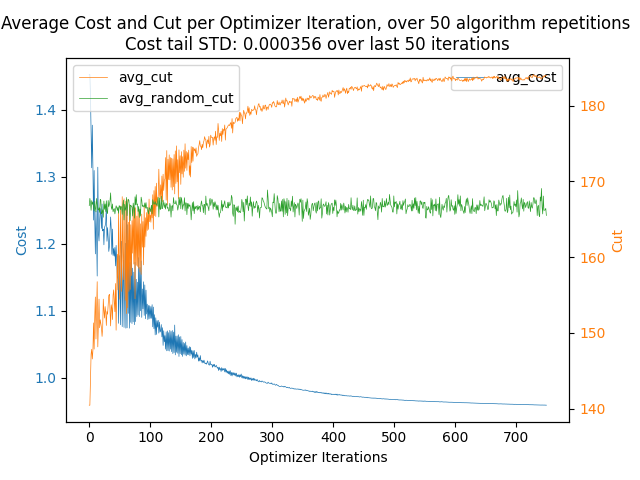 Average Cost and Cut per Optimizer Iteration, over 50 algorithm repetitions
Cost tail STD: 0.000356 over last 50 iterations
avg_cut
avg_random_cut
avg_cost
1.4
1.3
1.2
1.1
1.0
Cost
180
170
160
150
140
Cut
0 100 200 300 400 500 600 700
Optimizer Iterations